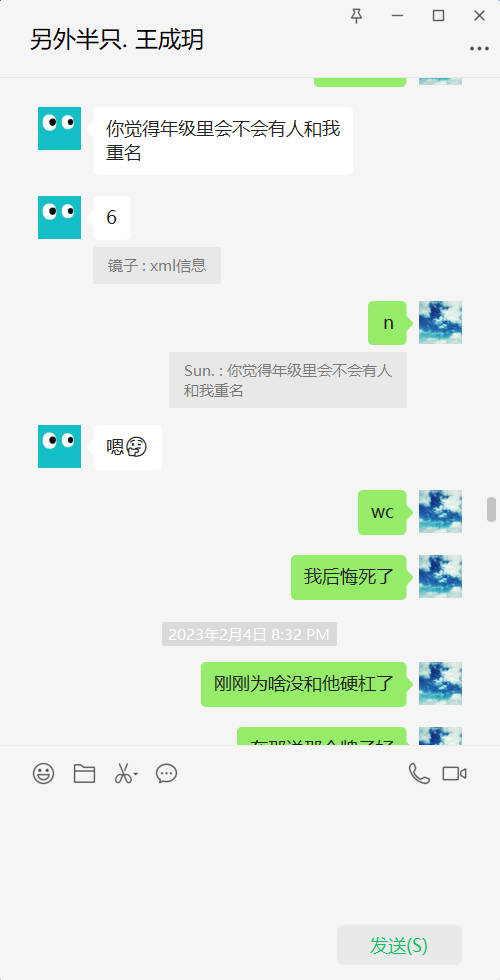 另外半只. 王成玥
你觉得年级里会不会有人和我
重名
6
镜子 : xml信息
n
Sun. : 你觉得年级里会不会有人
和我重名
嗯
wc
我后悔死了
2023年2月4日 8:32 PM
刚刚为啥没和他硬杠了
发送(S)